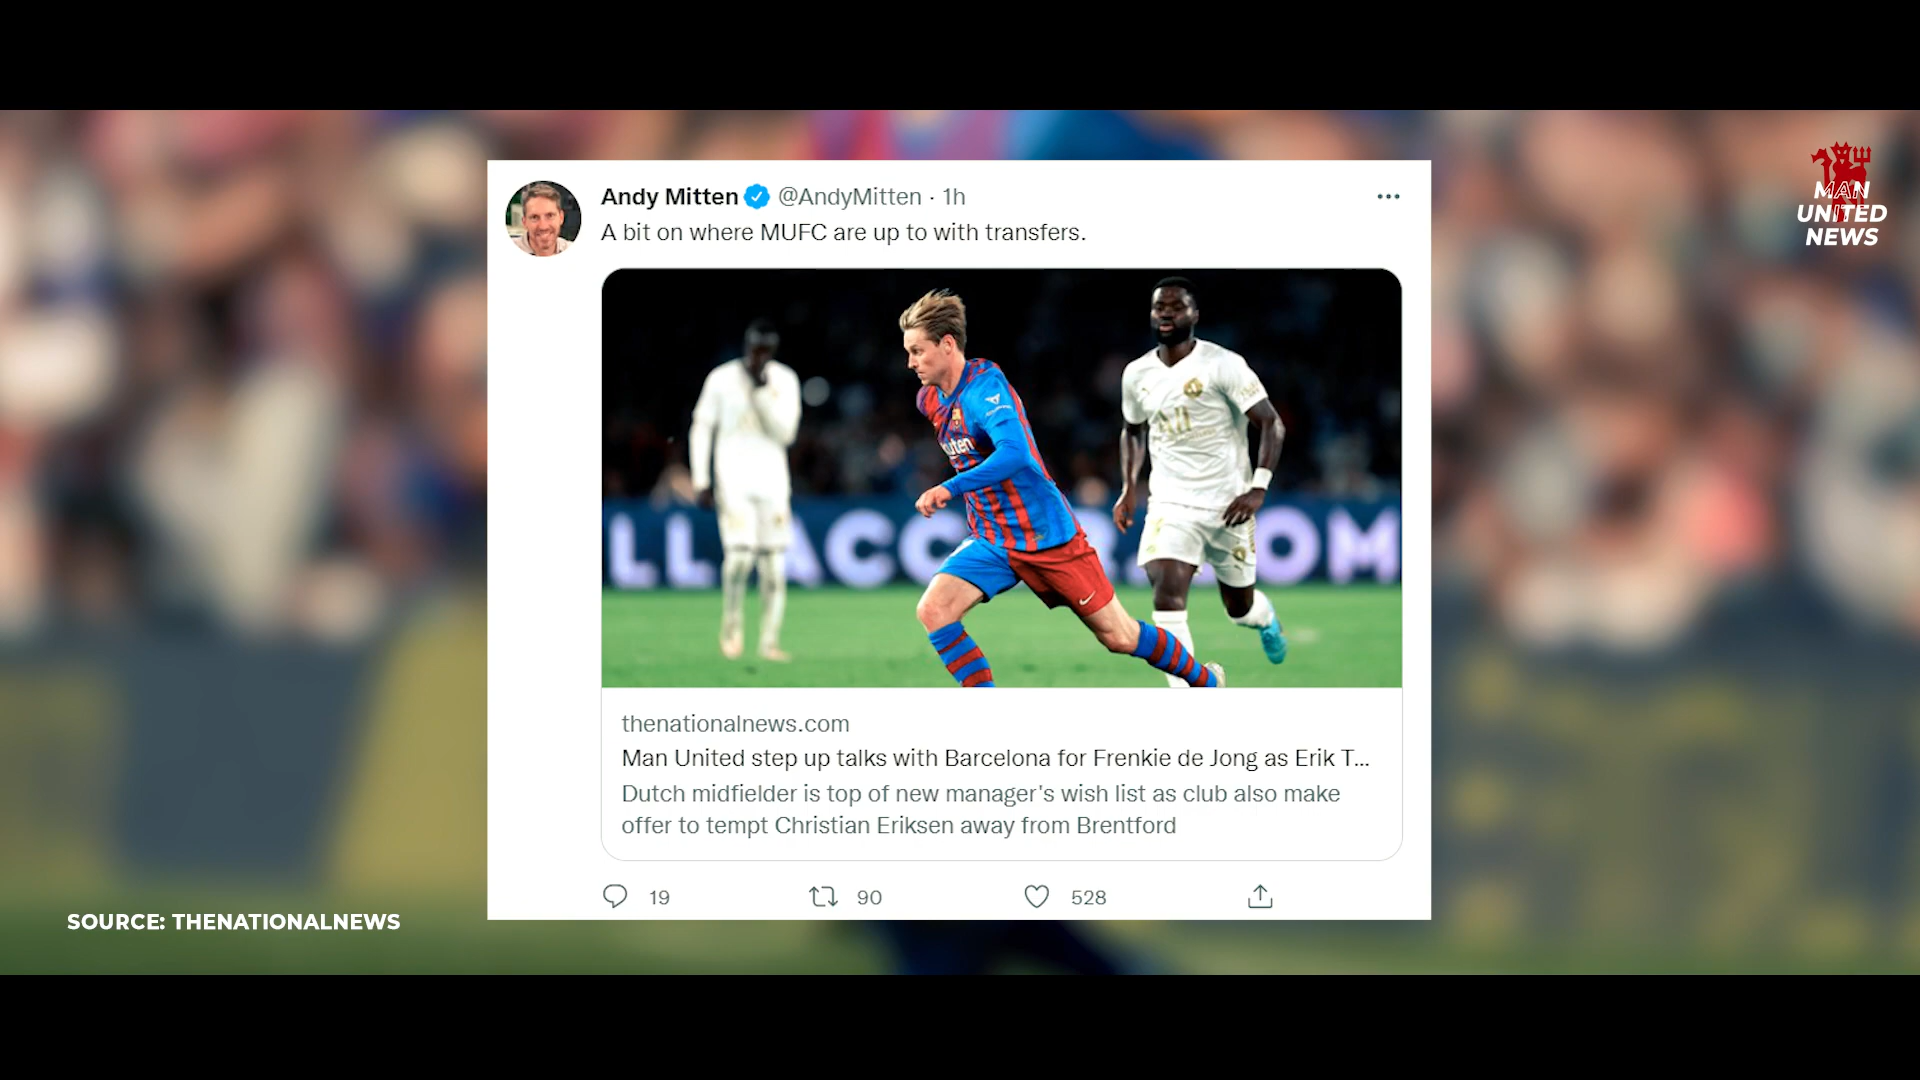 MAN
UNITED
NEWS
Andy Mitten @AndyMitten · 1h
A bit on where MUFC are up to with transfers.
thenationalnews.com
Man United step up talks with Barcelona for Frenkie de Jong as Erik T...
Dutch midfielder is top of new manager's wish list as club also make
offer to tempt Christian Eriksen away from Brentford
19 90 528
SOURCE: THENATIONALNEWS